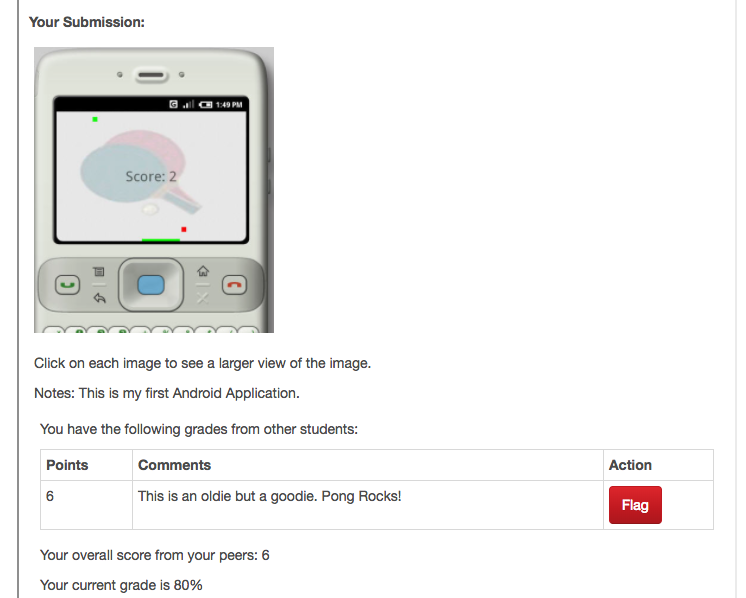 Your Submission:
G 1:49 PM
Score: 2
Click on each image to see a larger view of the image.
Notes: This is my first Android Application.
You have the following grades from other students:
Points Comments Action
6 This is an oldie but a goodie. Pong Rocks! Flag
Your overall score from your peers: 6
Your current grade is 80%